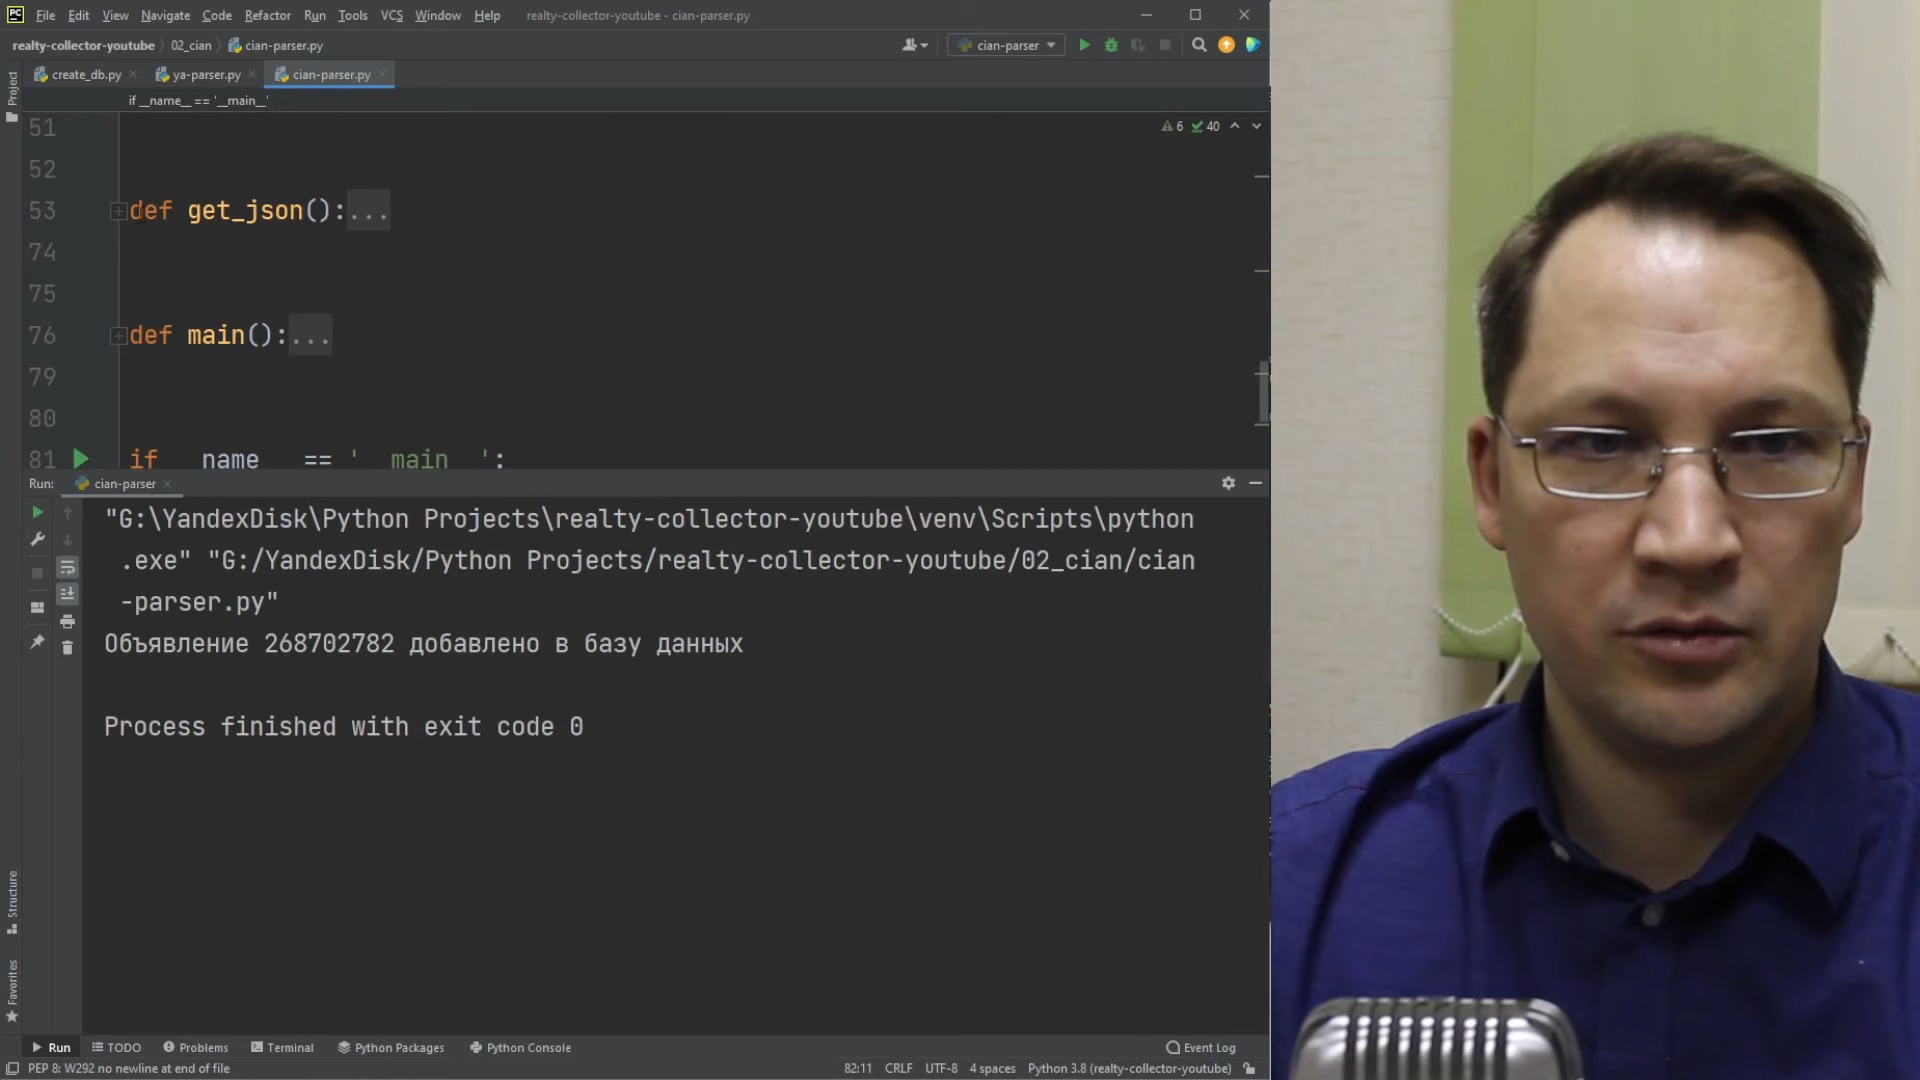 File Edit View Navigate Code Refactor Run Tools VCS Window Help realty-collector-youtube - cian-parser.py
realty-collector-youtube 02_cian cian-parser.py cian-parser
create_db.py ya-parser.py cian-parser.py
if __name__ == '__main__'
Project
6 40
51
52
53 def get_json():...
74
75
76 def main():...
79
80
81 if __name__ == '__main__':
Run: cian-parser
"G:\YandexDisk\Python Projects\realty-collector-youtube\venv\Scripts\python
.exe" "G:/YandexDisk/Python Projects/realty-collector-youtube/02_cian/cian
-parser.py"
Объявление 268702782 добавлено в базу данных
Process finished with exit code 0
Structure
Favorites
Run TODO Problems Terminal Python Packages Python Console Event Log
PEP 8: W292 no newline at end of file 82:11 CRLF UTF-8 4 spaces Python 3.8 (realty-collector-youtube)